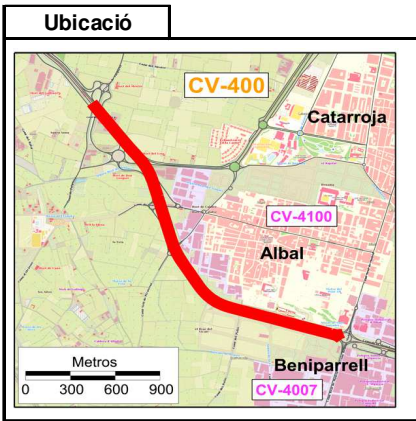 Ubicació
CV-400
Catarroja
CV-4100
Albal
Metros
0 300 600 900
Beniparrell
CV-4007